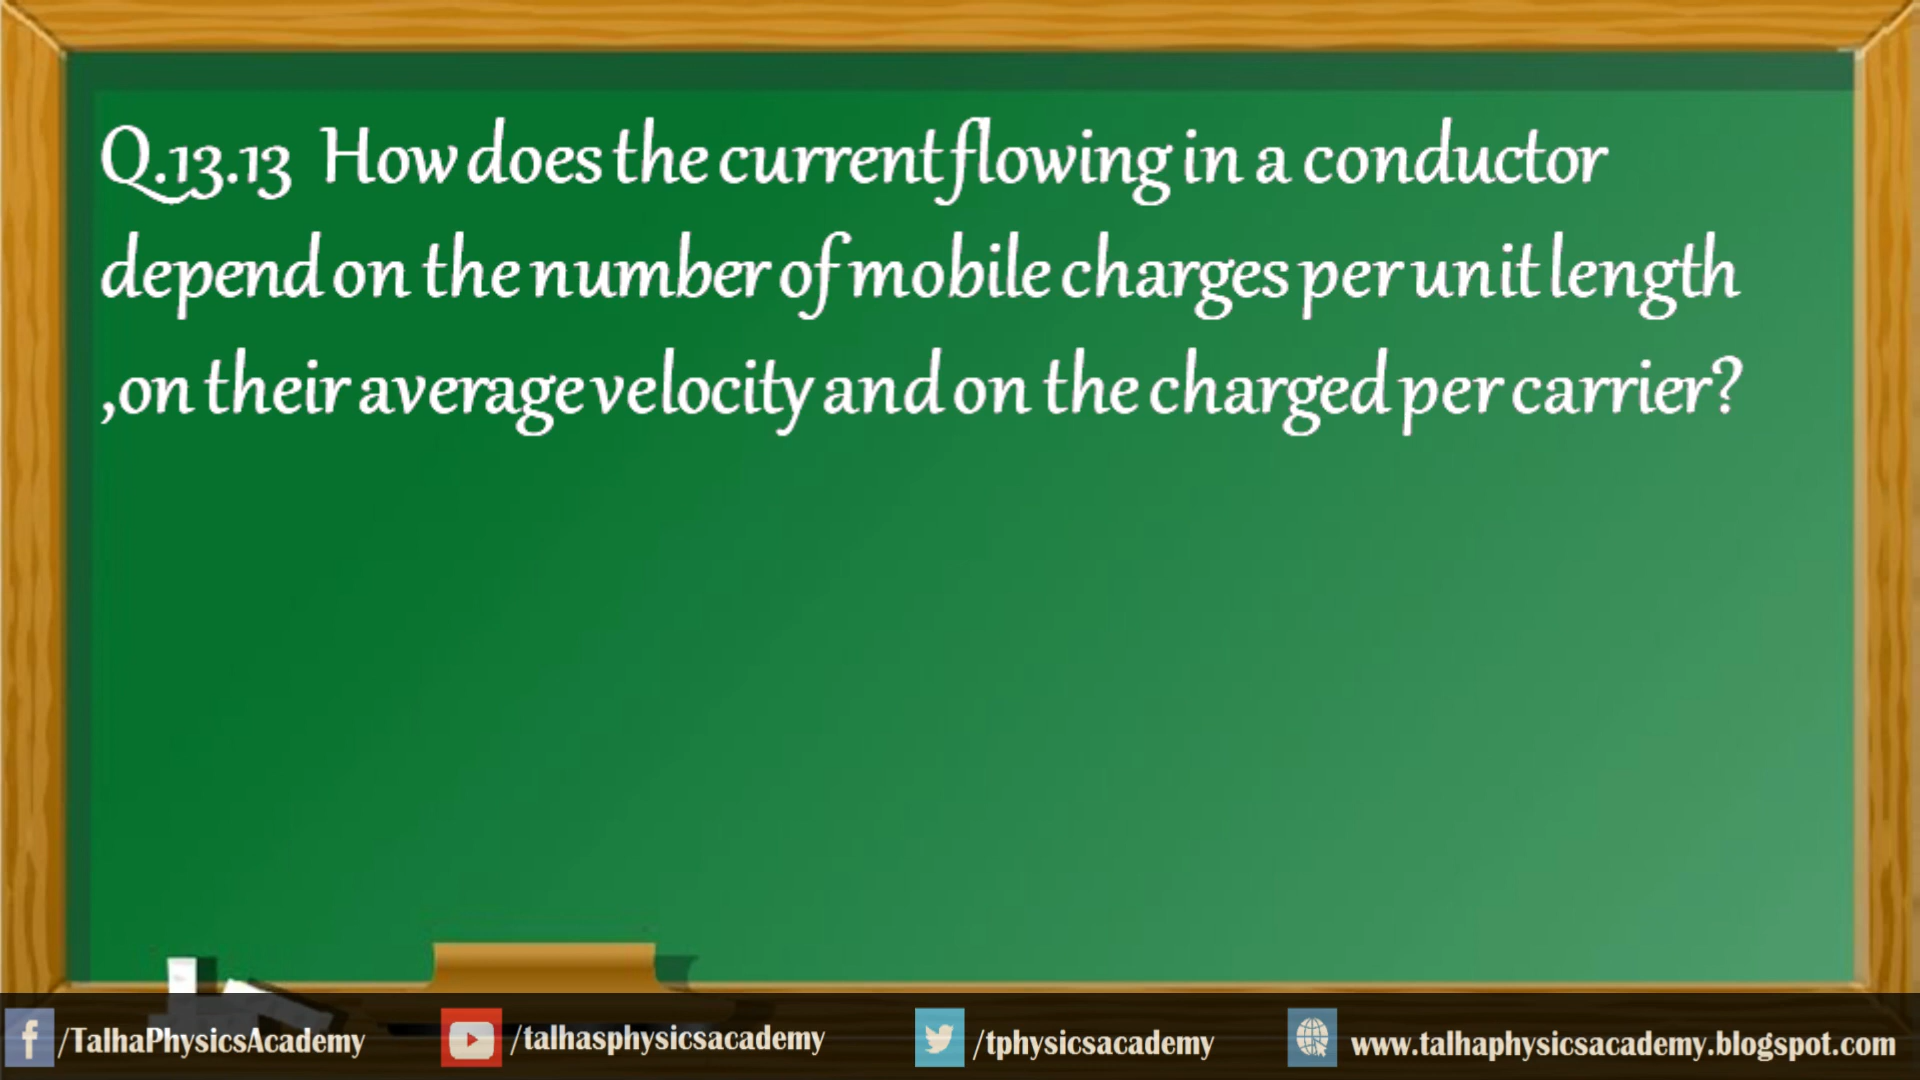 Q.13.13 How does the current flowing in a conductor
depend on the number of mobile charges per unit length
,on their average velocity and on the charged per carrier?
/TalhaPhysicsAcademy
/talhasphysicsacademy
/tphysicsacademy
www.talhaphysicsacademy.blogspot.com